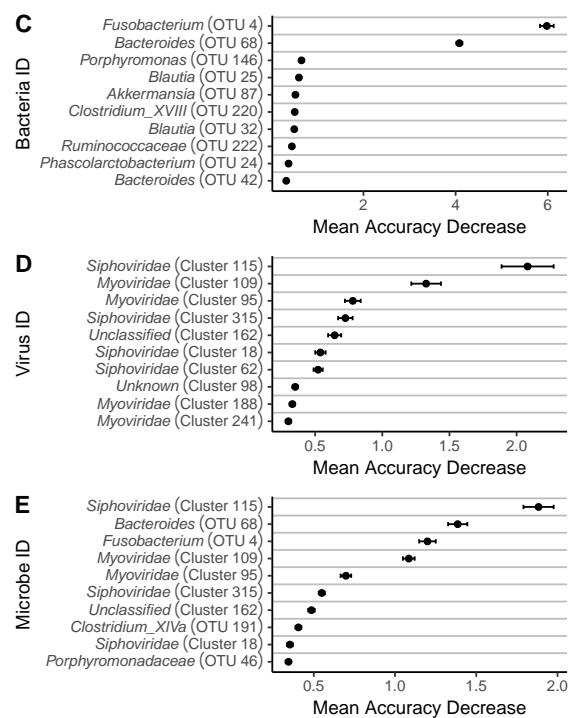 C
Bacteria ID
Fusobacterium (OTU 4)
Bacteroides (OTU 68)
Porphyromonas (OTU 146)
Blautia (OTU 25)
Akkermansia (OTU 87)
Clostridium_XVIII (OTU 220)
Blautia (OTU 32)
Ruminococcaceae (OTU 222)
Phascolarctobacterium (OTU 24)
Bacteroides (OTU 42)
2 4 6
Mean Accuracy Decrease
D
Virus ID
Siphoviridae (Cluster 115)
Myoviridae (Cluster 109)
Myoviridae (Cluster 95)
Siphoviridae (Cluster 315)
Unclassified (Cluster 162)
Siphoviridae (Cluster 18)
Siphoviridae (Cluster 62)
Unknown (Cluster 98)
Myoviridae (Cluster 188)
Myoviridae (Cluster 241)
0.5 1.0 1.5 2.0
Mean Accuracy Decrease
E
Microbe ID
Siphoviridae (Cluster 115)
Bacteroides (OTU 68)
Fusobacterium (OTU 4)
Myoviridae (Cluster 109)
Myoviridae (Cluster 95)
Siphoviridae (Cluster 315)
Unclassified (Cluster 162)
Clostridium_XIVa (OTU 191)
Siphoviridae (Cluster 18)
Porphyromonadaceae (OTU 46)
0.5 1.0 1.5 2.0
Mean Accuracy Decrease